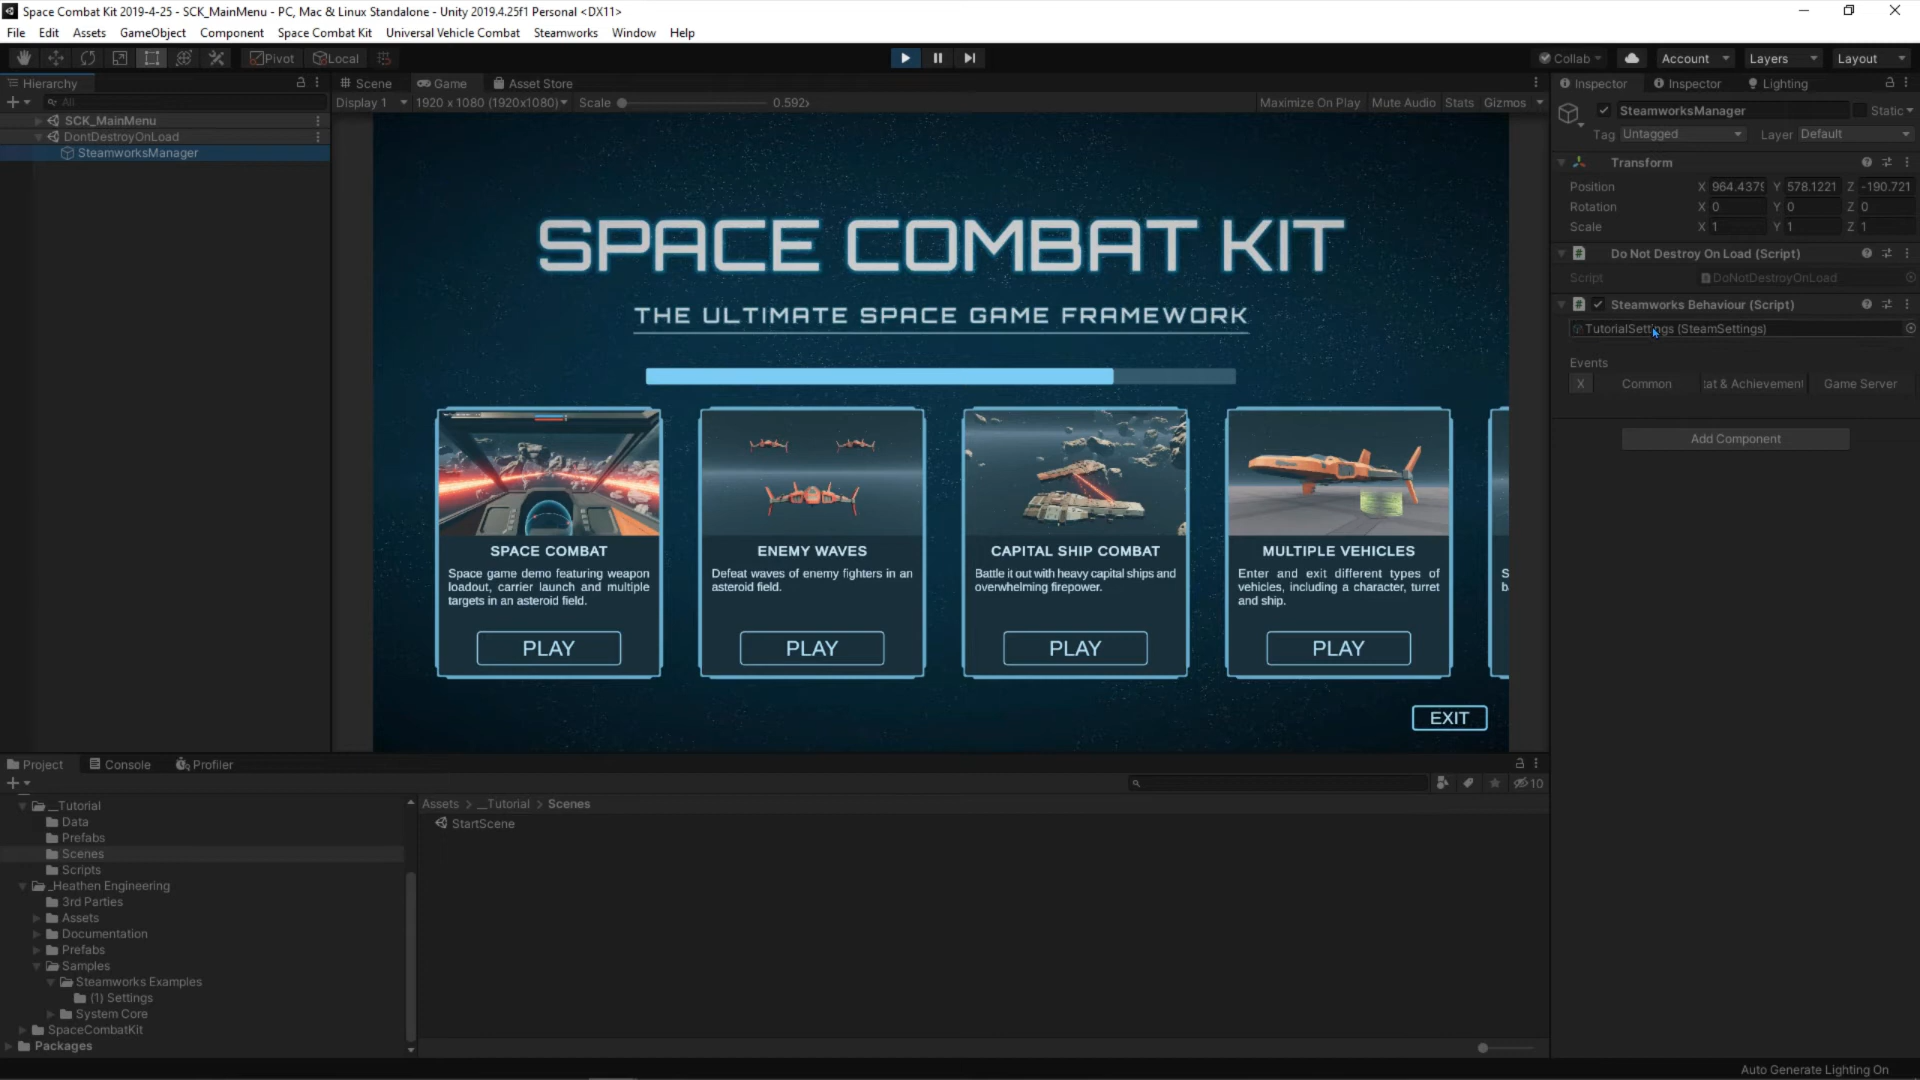 Space Combat Kit 2019-4-25 - SCK_MainMenu - PC, Mac & Linux Standalone - Unity 2019.4.25f1 Personal <DX11>
File Edit Assets GameObject Component Space Combat Kit Universal Vehicle Combat Steamworks Window Help
Pivot Local Collab Account Layers Layout
Hierarchy
All
SCK_MainMenu
DontDestroyOnLoad
SteamworksManager
Scene Game Asset Store
Display 1 1920 x 1080 (1920x1080) Scale 0.592x Maximize On Play Mute Audio Stats Gizmos
SPACE COMBAT KIT
THE ULTIMATE SPACE GAME FRAMEWORK
SPACE COMBAT
Space game demo featuring weapon
loadout, carrier launch and multiple
targets in an asteroid field.
PLAY
ENEMY WAVES
Defeat waves of enemy fighters in an
asteroid field.
PLAY
CAPITAL SHIP COMBAT
Battle it out with heavy capital ships and
overwhelming firepower.
PLAY
MULTIPLE VEHICLES
Enter and exit different types of
vehicles, including a character, turret
and ship.
PLAY
S
b
EXIT
Inspector Inspector Lighting
SteamworksManager Static
Tag Untagged Layer Default
Transform
Position X 964.4379 Y 578.1221 Z -190.721
Rotation X 0 Y 0 Z 0
Scale X 1 Y 1 Z 1
Do Not Destroy On Load (Script)
Script DoNotDestroyOnLoad
Steamworks Behaviour (Script)
TutorialSettings (SteamSettings)
Events
X Common at & Achievement Game Server
Add Component
Project Console Profiler
10
__Tutorial
Data
Prefabs
Scenes
Scripts
_Heathen Engineering
3rd Parties
Assets
Documentation
Prefabs
Samples
Steamworks Examples
(1) Settings
System Core
SpaceCombatKit
Packages
Assets > __Tutorial > Scenes
StartScene
Auto Generate Lighting On